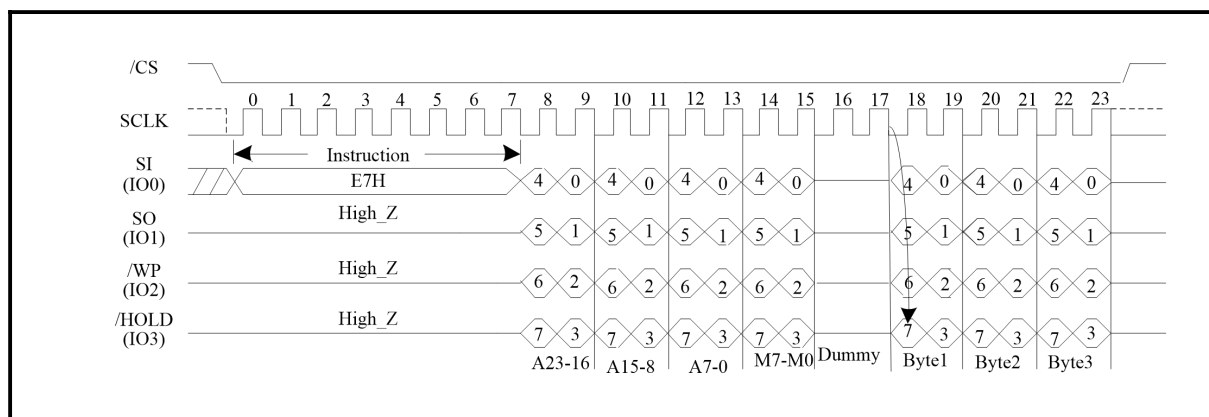 /CS
0 1 2 3 4 5 6 7 8 9 10 11 12 13 14 15 16 17 18 19 20 21 22 23
SCLK
Instruction
SI
(IO0)
E7H
4 0 4 0 4 0 4 0 4 0 4 0 4 0
SO
(IO1)
High_Z
5 1 5 1 5 1 5 1 5 1 5 1 5 1
/WP
(IO2)
High_Z
6 2 6 2 6 2 6 2 6 2 6 2 6 2
/HOLD
(IO3)
High_Z
7 3 7 3 7 3 7 3 7 3 7 3 7 3
A23-16 A15-8 A7-0 M7-M0 Dummy Byte1 Byte2 Byte3